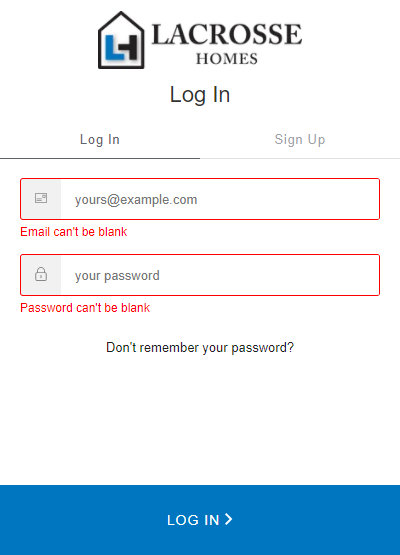 LACROSSE
HOMES
Log In
Log In
Sign Up
yours@example.com
Email can't be blank
your password
Password can't be blank
Don't remember your password?
LOG IN